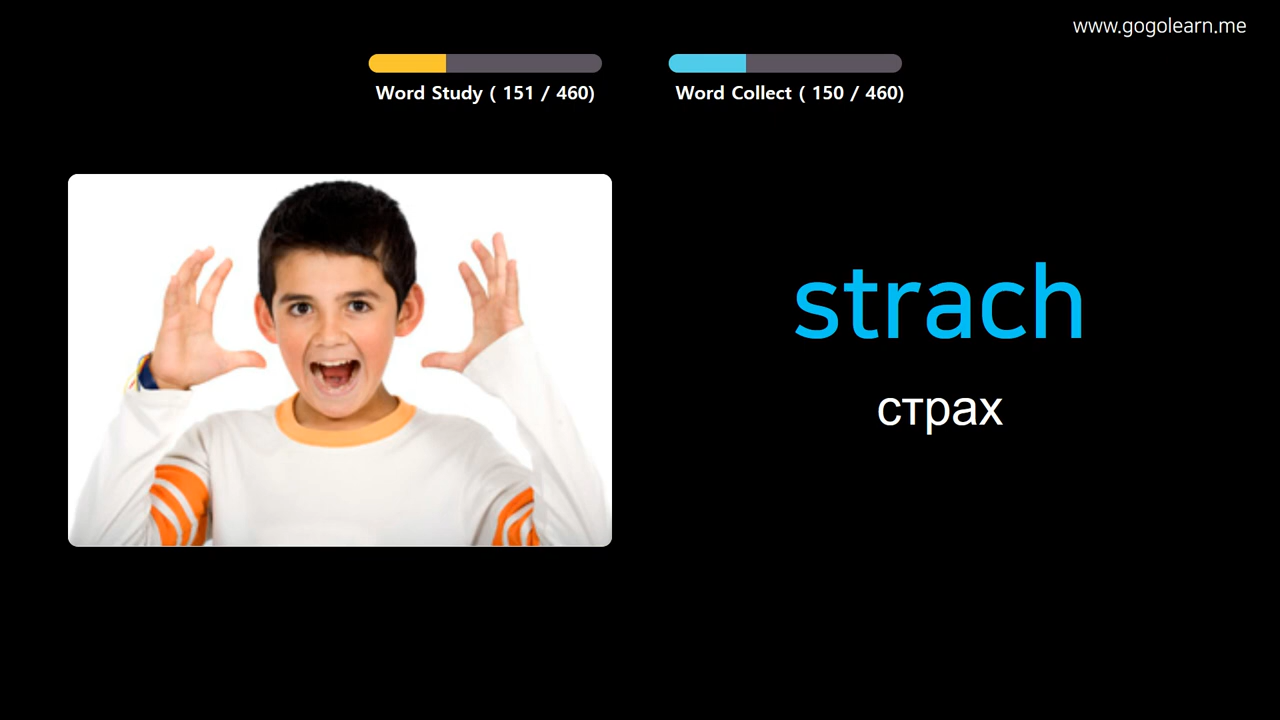 www.gogolearn.me
Word Study ( 151 / 460)
Word Collect ( 150 / 460)
strach
страх